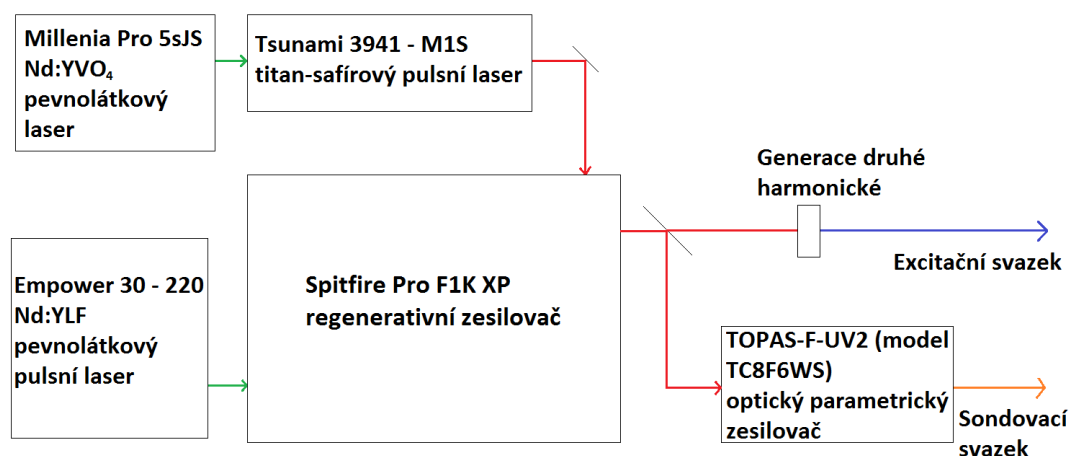 Millenia Pro 5sJS
Nd:YVO₄
pevnolátkový
laser
Tsunami 3941 - M1S
titan-safírový pulsní laser
Generace druhé
harmonické
Excitační svazek
Empower 30 - 220
Nd:YLF
pevnolátkový
pulsní laser
Spitfire Pro F1K XP
regenerativní zesilovač
TOPAS-F-UV2 (model
TC8F6WS)
optický parametrický
zesilovač
Sondovací
svazek